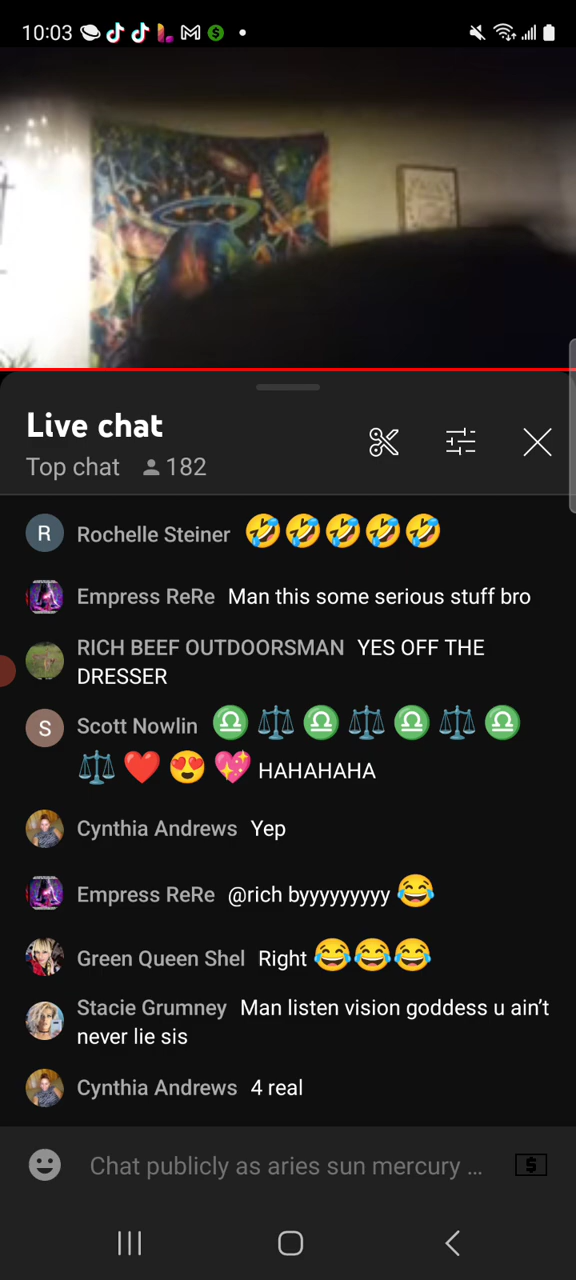 10:03
Live chat
Top chat 182
R Rochelle Steiner 🤣🤣🤣🤣🤣
Empress ReRe Man this some serious stuff bro
RICH BEEF OUTDOORSMAN YES OFF THE
DRESSER
S Scott Nowlin ♎⚖️♎⚖️♎⚖️♎
⚖️❤️😍💖 HAHAHAHA
Cynthia Andrews Yep
Empress ReRe @rich byyyyyyyyy 😂
Green Queen Shel Right 😂😂😂
Stacie Grumney Man listen vision goddess u ain’t
never lie sis
Cynthia Andrews 4 real
Chat publicly as aries sun mercury ...